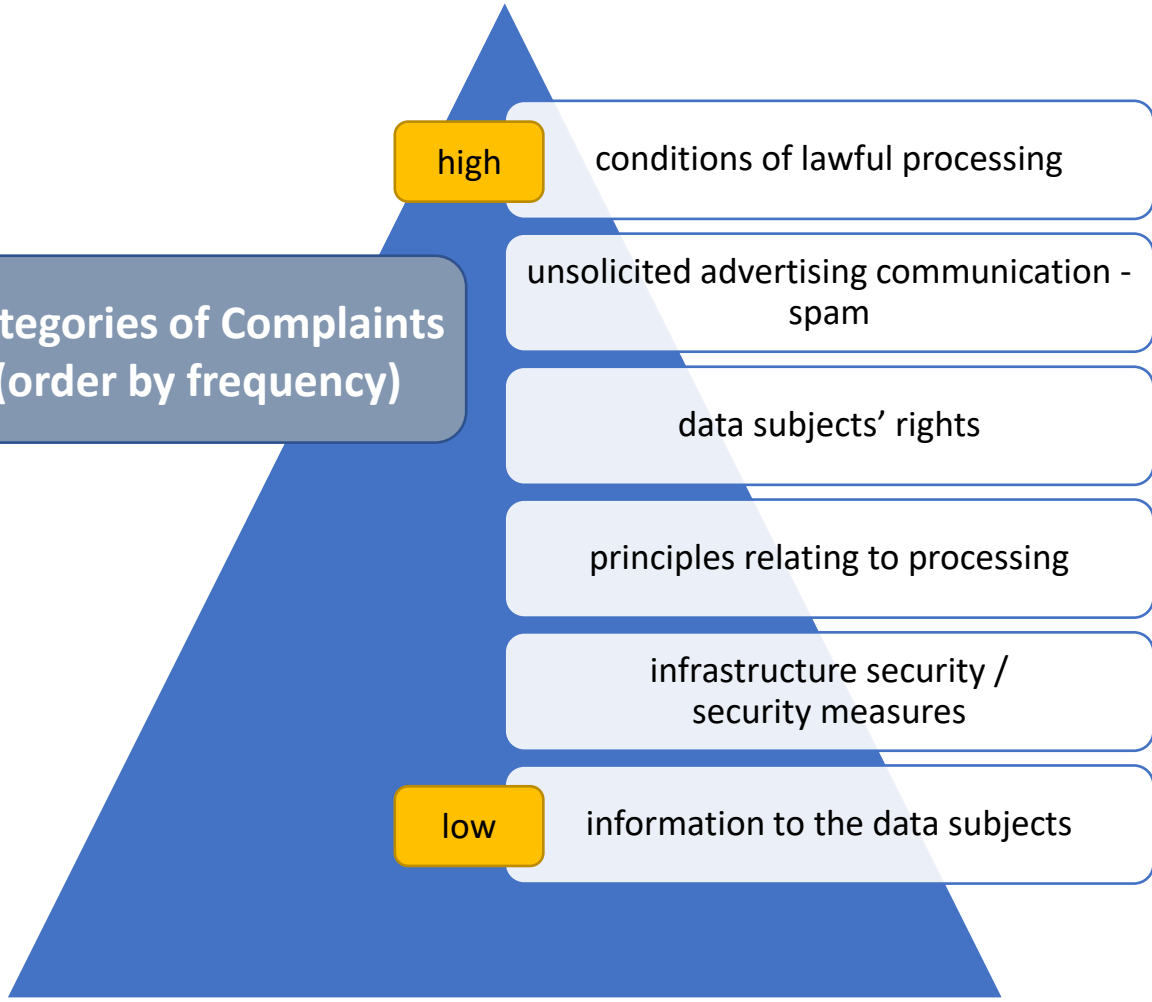 high
conditions of lawful processing
unsolicited advertising communication -
spam
tegories of Complaints
(order by frequency)
data subjects’ rights
principles relating to processing
infrastructure security /
security measures
low
information to the data subjects